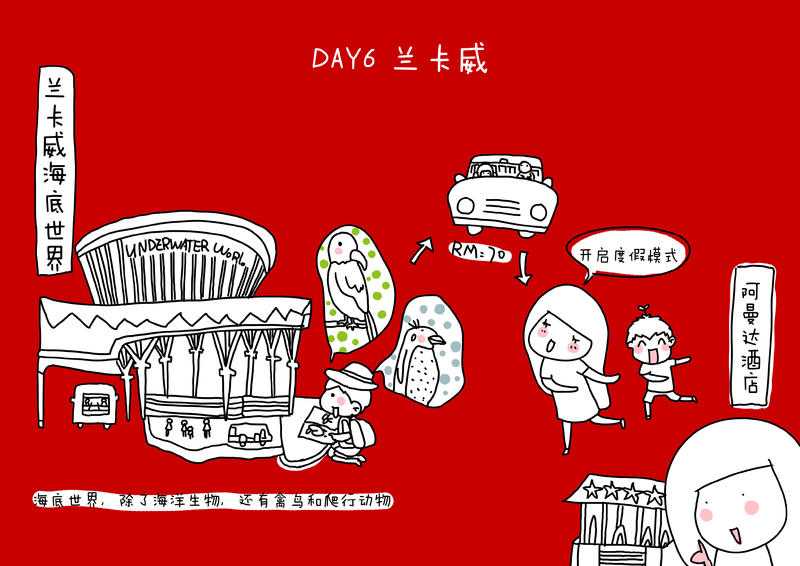 DAY6 兰卡威
兰卡威海底世界
UNDERWATER WORLD
RM=70
开启度假模式
阿曼达酒店
海底世界,除了海洋生物,还有禽鸟和爬行动物